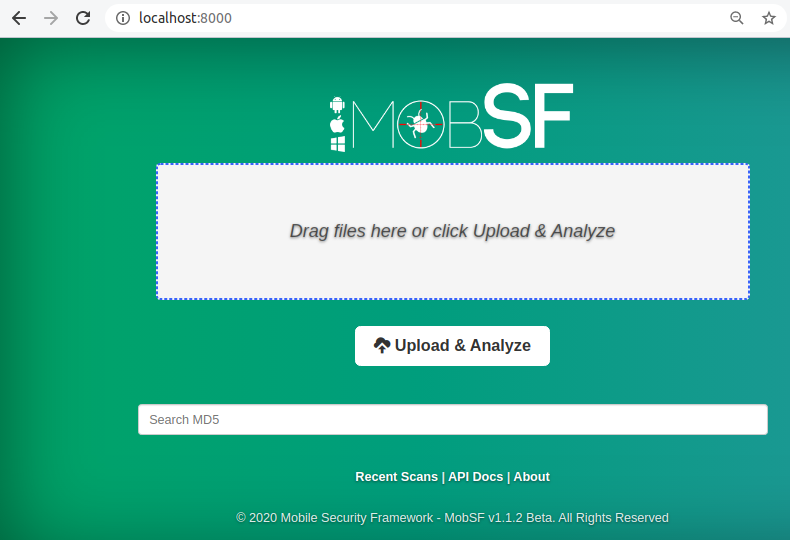 localhost:8000
MOBSF
Drag files here or click Upload & Analyze
Upload & Analyze
Search MD5
Recent Scans | API Docs | About
© 2020 Mobile Security Framework - MobSF v1.1.2 Beta. All Rights Reserved